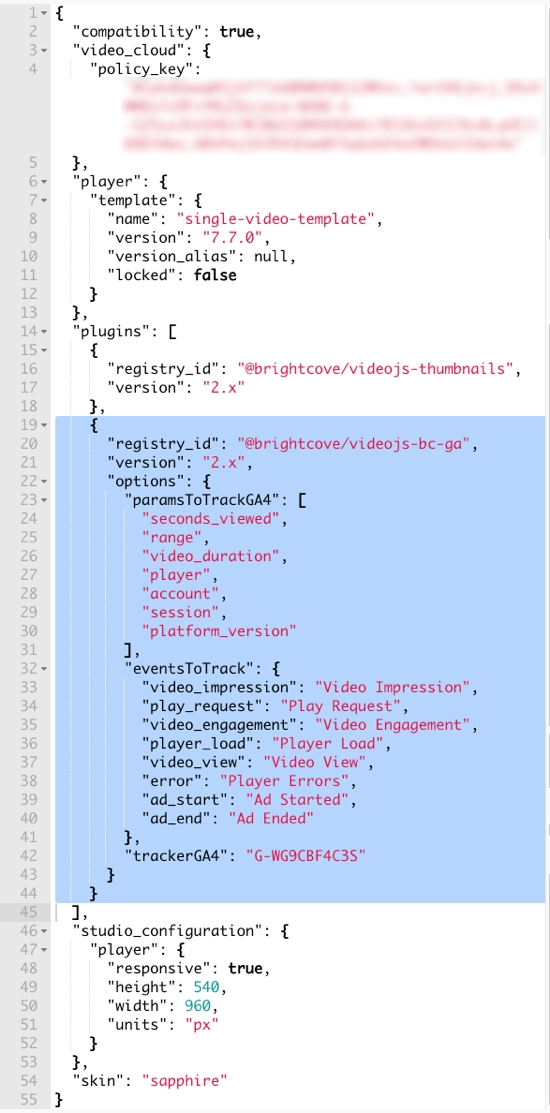 1 {
2 "compatibility": true,
3 "video_cloud": {
4 "policy_key":
5 },
6 "player": {
7 "template": {
8 "name": "single-video-template",
9 "version": "7.7.0",
10 "version_alias": null,
11 "locked": false
12 }
13 },
14 "plugins": [
15 {
16 "registry_id": "@brightcove/videojs-thumbnails",
17 "version": "2.x"
18 },
19 {
20 "registry_id": "@brightcove/videojs-bc-ga",
21 "version": "2.x",
22 "options": {
23 "paramsToTrackGA4": [
24 "seconds_viewed",
25 "range",
26 "video_duration",
27 "player",
28 "account",
29 "session",
30 "platform_version"
31 ],
32 "eventsToTrack": {
33 "video_impression": "Video Impression",
34 "play_request": "Play Request",
35 "video_engagement": "Video Engagement",
36 "player_load": "Player Load",
37 "video_view": "Video View",
38 "error": "Player Errors",
39 "ad_start": "Ad Started",
40 "ad_end": "Ad Ended"
41 },
42 "trackerGA4": "G-WG9CBF4C3S"
43 }
44 }
45 ],
46 "studio_configuration": {
47 "player": {
48 "responsive": true,
49 "height": 540,
50 "width": 960,
51 "units": "px"
52 }
53 },
54 "skin": "sapphire"
55 }